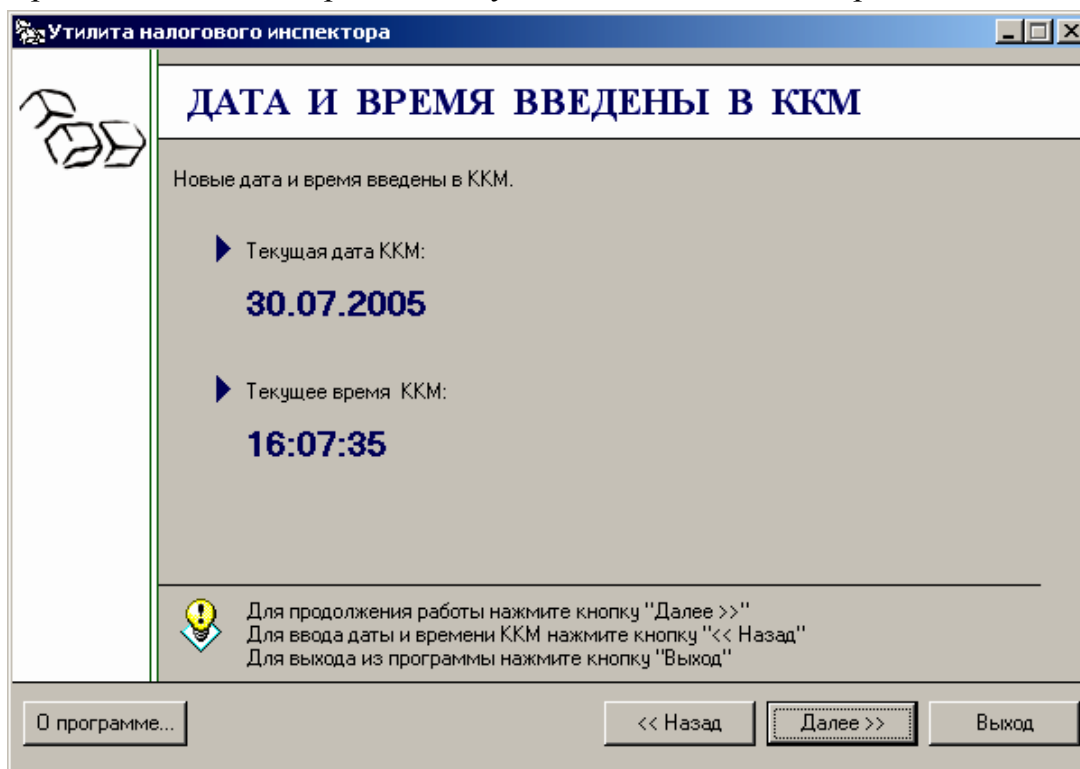 Утилита налогового инспектора
ДАТА И ВРЕМЯ ВВЕДЕНЫ В ККМ
Новые дата и время введены в ККМ.
Текущая дата ККМ:
30.07.2005
Текущее время ККМ:
16:07:35
Для продолжения работы нажмите кнопку "Далее >>"
Для ввода даты и времени ККМ нажмите кнопку "<< Назад"
Для выхода из программы нажмите кнопку "Выход"
О программе...
<< Назад
Далее >>
Выход